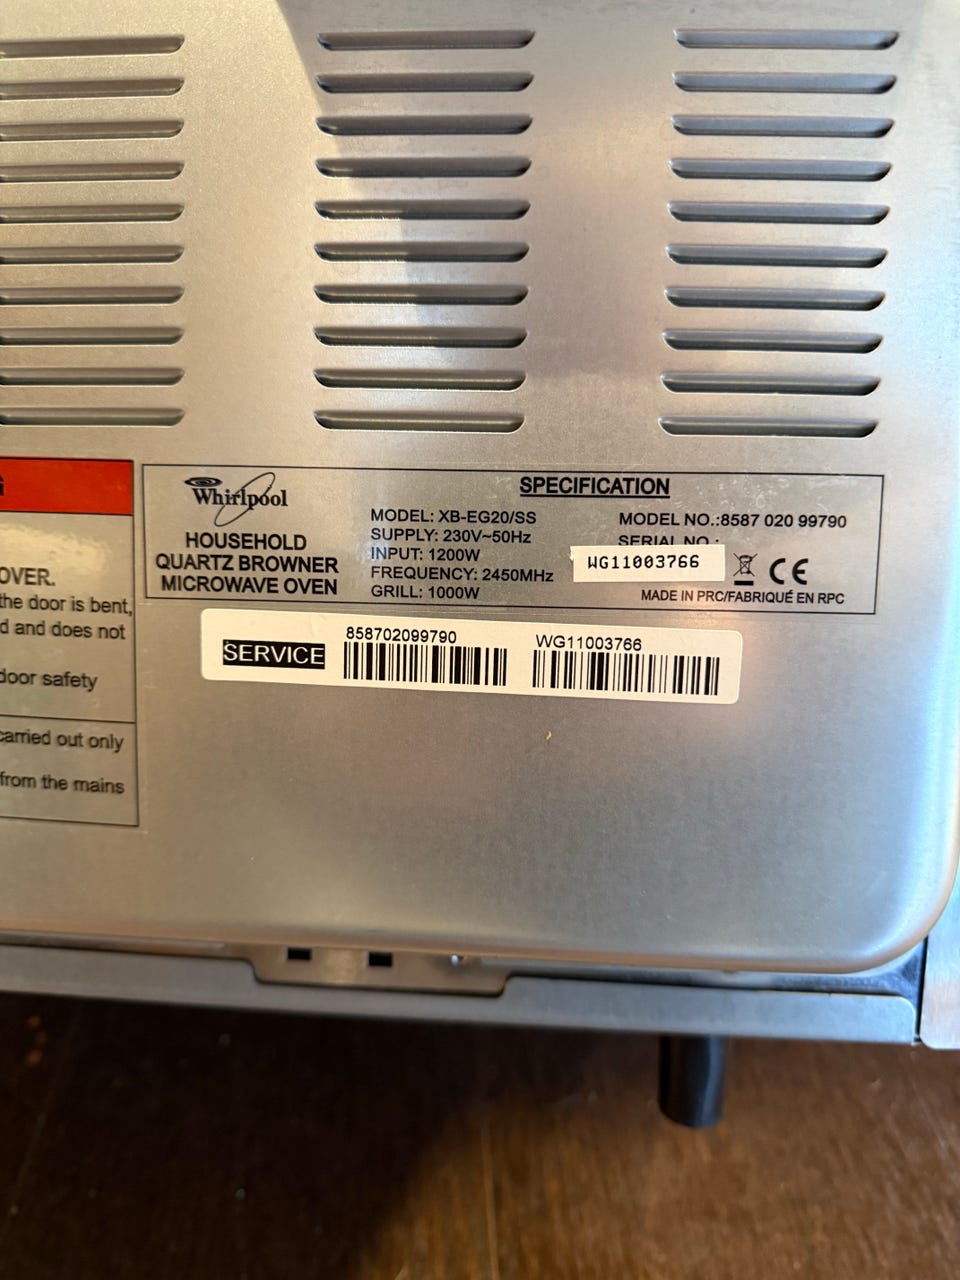 OVER.
the door is bent,
d and does not
door safety
carried out only
from the mains
Whirlpool
HOUSEHOLD
QUARTZ BROWNER
MICROWAVE OVEN
SPECIFICATION
MODEL: XB-EG20/SS
SUPPLY: 230V~50Hz
INPUT: 1200W
FREQUENCY: 2450MHz
GRILL: 1000W
MODEL NO.:8587 020 99790
SERIAL NO.:
WG11003766
CE
MADE IN PRC/FABRIQUÉ EN RPC
SERVICE
858702099790
WG11003766